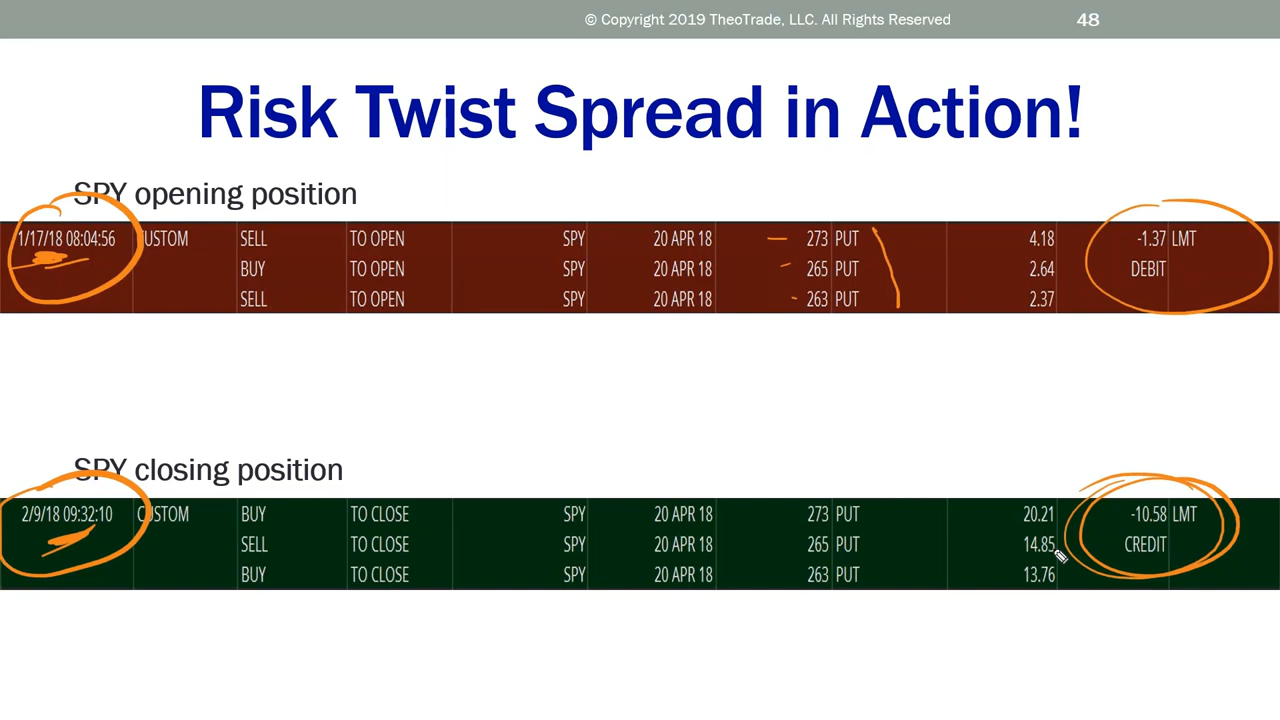 © Copyright 2019 TheoTrade, LLC. All Rights Reserved 48
Risk Twist Spread in Action!
SPY opening position
1/17/18 08:04:56 CUSTOM SELL TO OPEN SPY 20 APR 18 273 PUT 4.18 -1.37 LMT
BUY TO OPEN SPY 20 APR 18 265 PUT 2.64 DEBIT
SELL TO OPEN SPY 20 APR 18 263 PUT 2.37
SPY closing position
2/9/18 09:32:10 CUSTOM BUY TO CLOSE SPY 20 APR 18 273 PUT 20.21 -10.58 LMT
SELL TO CLOSE SPY 20 APR 18 265 PUT 14.85 CREDIT
BUY TO CLOSE SPY 20 APR 18 263 PUT 13.76